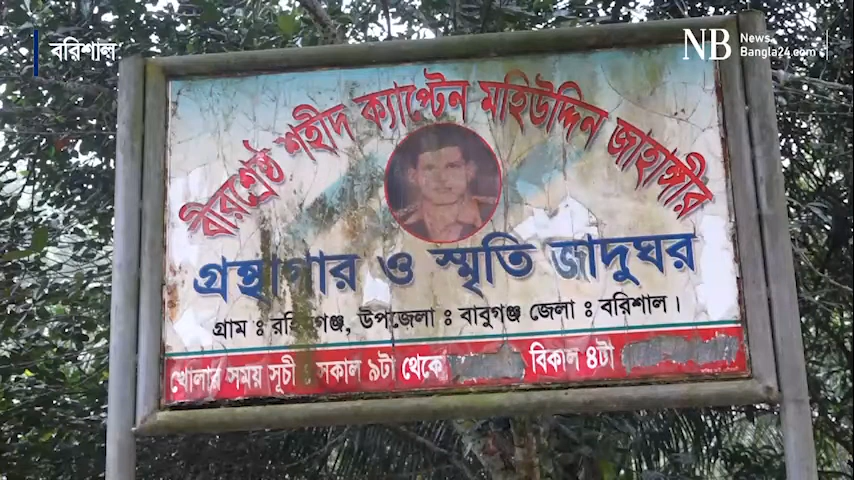 বরিশাল
NB News Bangla24.com
বীরশ্রেষ্ঠ শহীদ ক্যাপ্টেন মহিউদ্দিন জাহাঙ্গীর
গ্রন্থাগার ও স্মৃতি জাদুঘর
গ্রাম ঃ উপজেলা ঃ বাবুগঞ্জ জেলা ঃ বরিশাল।
খোলার সময় সূচী ঃ সকাল ৯টা থেকে বিকাল ৪টা